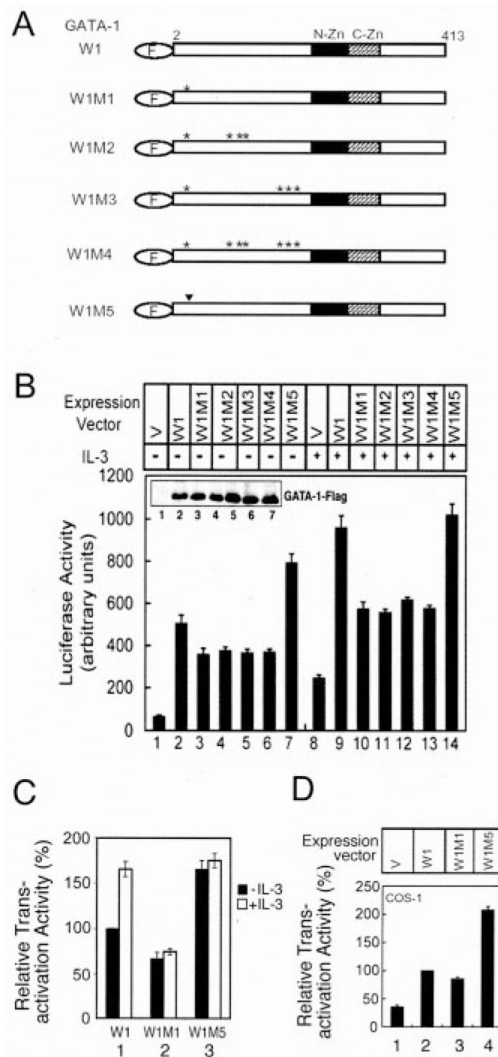 A
GATA-1 2 N-Zn C-Zn 413
W1 F
*
W1M1 F
* * **
W1M2 F
* ***
W1M3 F
* * ** ***
W1M4 F
W1M5 F
B
Expression Vector V W1 W1M1 W1M2 W1M3 W1M4 W1M5 V W1 W1M1 W1M2 W1M3 W1M4 W1M5
IL-3 - - - - - - - + + + + + + +
Luciferase Activity
(arbitrary units)
1200
1000
800
600
400
200
0
GATA-1-Flag
1 2 3 4 5 6 7
1 2 3 4 5 6 7 8 9 10 11 12 13 14
C
Relative Trans-
activation Activity (%)
200
150
100
50
0
-IL-3
+IL-3
W1 W1M1 W1M5
1 2 3
D
Expression
vector
V W1 W1M1 W1M5
Relative Trans-
activation Activity (%)
COS-1
250
200
150
100
50
0
1 2 3 4